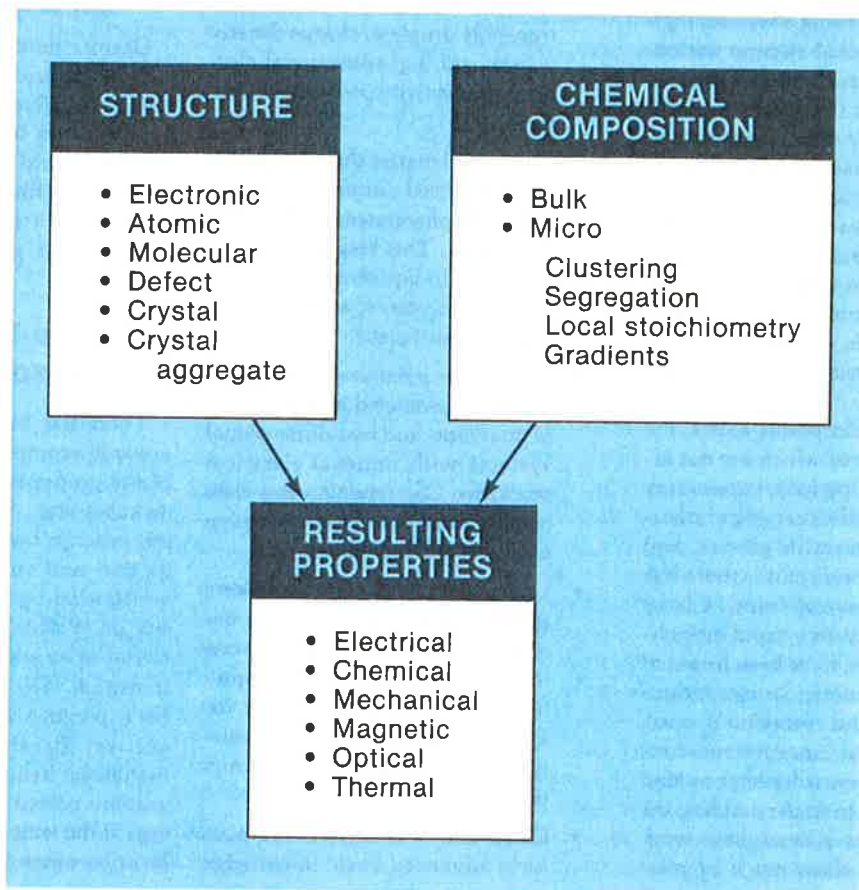 STRUCTURE
• Electronic
• Atomic
• Molecular
• Defect
• Crystal
• Crystal
aggregate
CHEMICAL
COMPOSITION
• Bulk
• Micro
Clustering
Segregation
Local stoichiometry
Gradients
RESULTING
PROPERTIES
• Electrical
• Chemical
• Mechanical
• Magnetic
• Optical
• Thermal